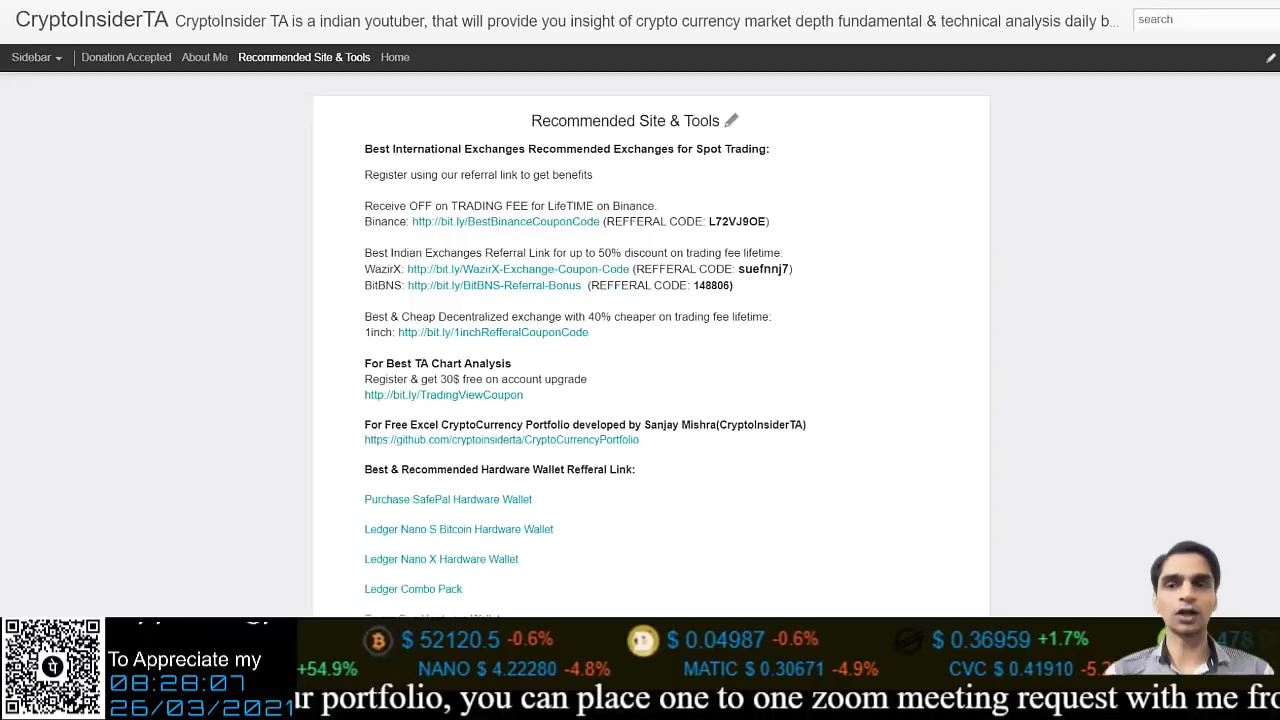 CryptoInsiderTA CryptoInsider TA is a indian youtuber, that will provide you insight of crypto currency market depth fundamental & technical analysis daily b...
search
Sidebar Donation Accepted About Me Recommended Site & Tools Home
Recommended Site & Tools
Best International Exchanges Recommended Exchanges for Spot Trading:
Register using our referral link to get benefits
Receive OFF on TRADING FEE for LifeTIME on Binance.
Binance: http://bit.ly/BestBinanceCouponCode (REFFERAL CODE: L72VJ9OE)
Best Indian Exchanges Referral Link for up to 50% discount on trading fee lifetime:
WazirX: http://bit.ly/WazirX-Exchange-Coupon-Code (REFFERAL CODE: suefnnj7)
BitBNS: http://bit.ly/BitBNS-Referral-Bonus (REFFERAL CODE: 148806)
Best & Cheap Decentralized exchange with 40% cheaper on trading fee lifetime:
1inch: http://bit.ly/1inchRefferalCouponCode
For Best TA Chart Analysis
Register & get 30$ free on account upgrade
http://bit.ly/TradingViewCoupon
For Free Excel CryptoCurrency Portfolio developed by Sanjay Mishra(CryptoInsiderTA)
https://github.com/cryptoinsiderta/CryptoCurrencyPortfolio
Best & Recommended Hardware Wallet Refferal Link:
Purchase SafePal Hardware Wallet
Ledger Nano S Bitcoin Hardware Wallet
Ledger Nano X Hardware Wallet
Ledger Combo Pack
$ 52120.5 -0.6% $ 0.04987 -0.6% $ 0.36959 +1.7% 478
+54.9% NANO $ 4.22280 -4.8% MATIC $ 0.30671 -4.9% CVC $ 0.41910 -5.2
To Appreciate my
08:28:07
26/03/2021
ur portfolio, you can place one to one zoom meeting request with me fro